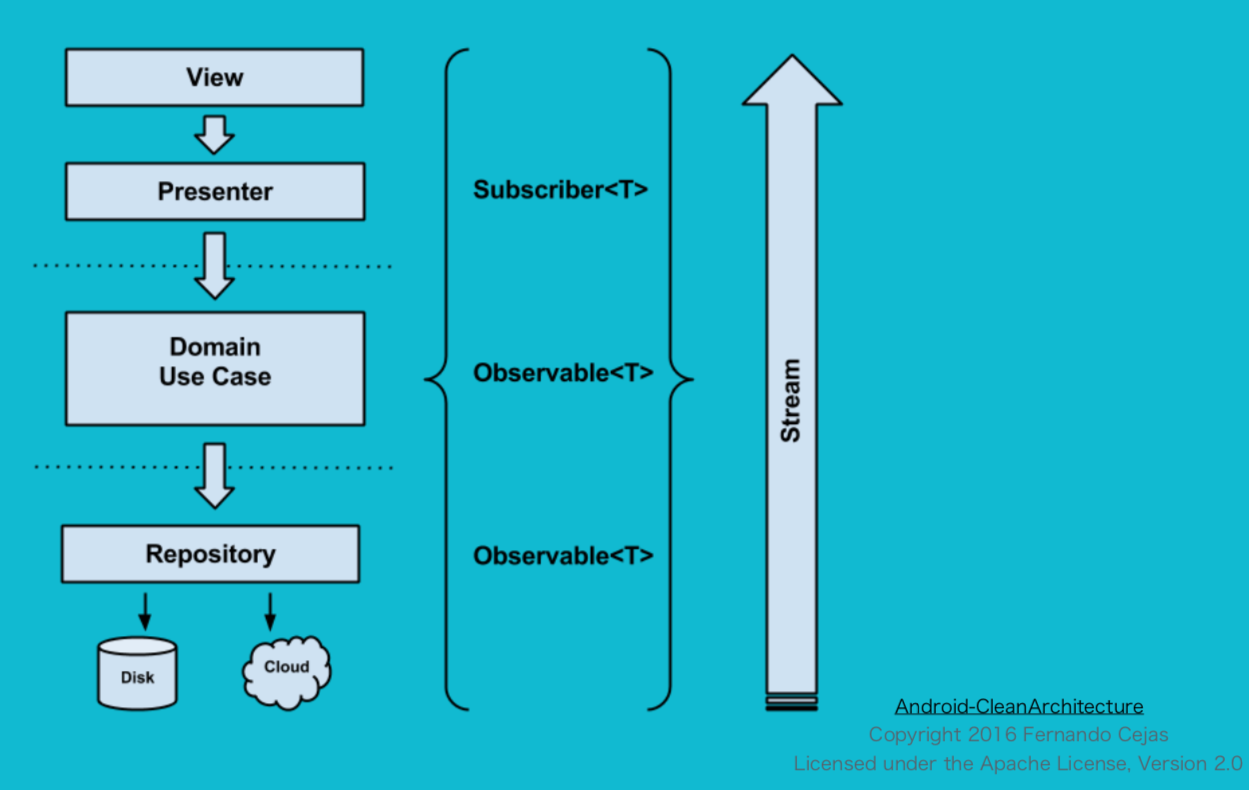 View
Presenter
Domain
Use Case
Repository
Disk
Cloud
Subscriber<T>
Observable<T>
Observable<T>
Stream
Android-CleanArchitecture
Copyright 2016 Fernando Cejas
Licensed under the Apache License, Version 2.0